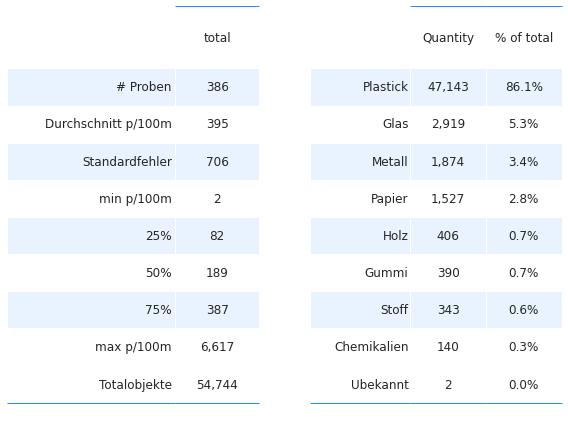 total
# Proben 386
Durchschnitt p/100m 395
Standardfehler 706
min p/100m 2
25% 82
50% 189
75% 387
max p/100m 6,617
Totalobjekte 54,744
Quantity % of total
Plastick 47,143 86.1%
Glas 2,919 5.3%
Metall 1,874 3.4%
Papier 1,527 2.8%
Holz 406 0.7%
Gummi 390 0.7%
Stoff 343 0.6%
Chemikalien 140 0.3%
Ubekannt 2 0.0%